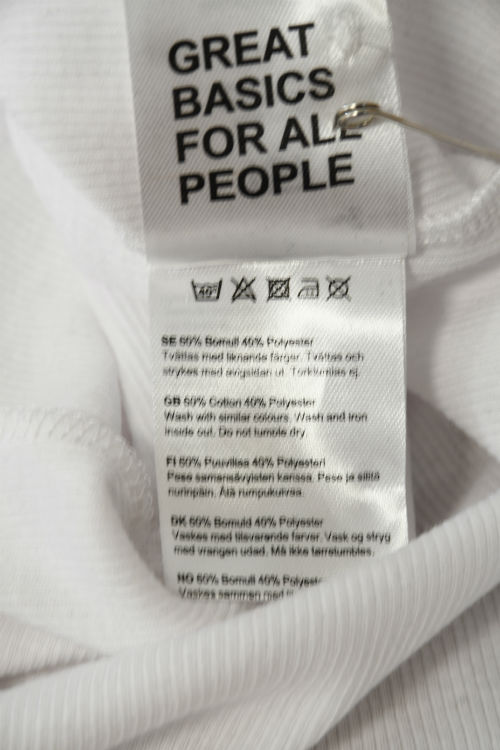 GREAT
BASICS
FOR ALL
PEOPLE
40°
SE 60% Bomull 40% Polyester
Tvättas med liknande färger. Tvättas och
strykes med avigsidan ut. Torktumlas ej.
GB 60% Cotton 40% Polyester
Wash with similar colours. Wash and iron
inside out. Do not tumble dry.
FI 60% Puuvillaa 40% Polyesteri
Pese samansävyisten kanssa. Pese ja silitä
nurinpäin. Älä rumpukuivaa.
DK 60% Bomuld 40% Polyester
Vaskes med tilsvarende farver. Vask og stryg
med vrangen udad. Må ikke tørretumbles.
NO 60% Bomull 40% Polyester
Vaskes sammen med